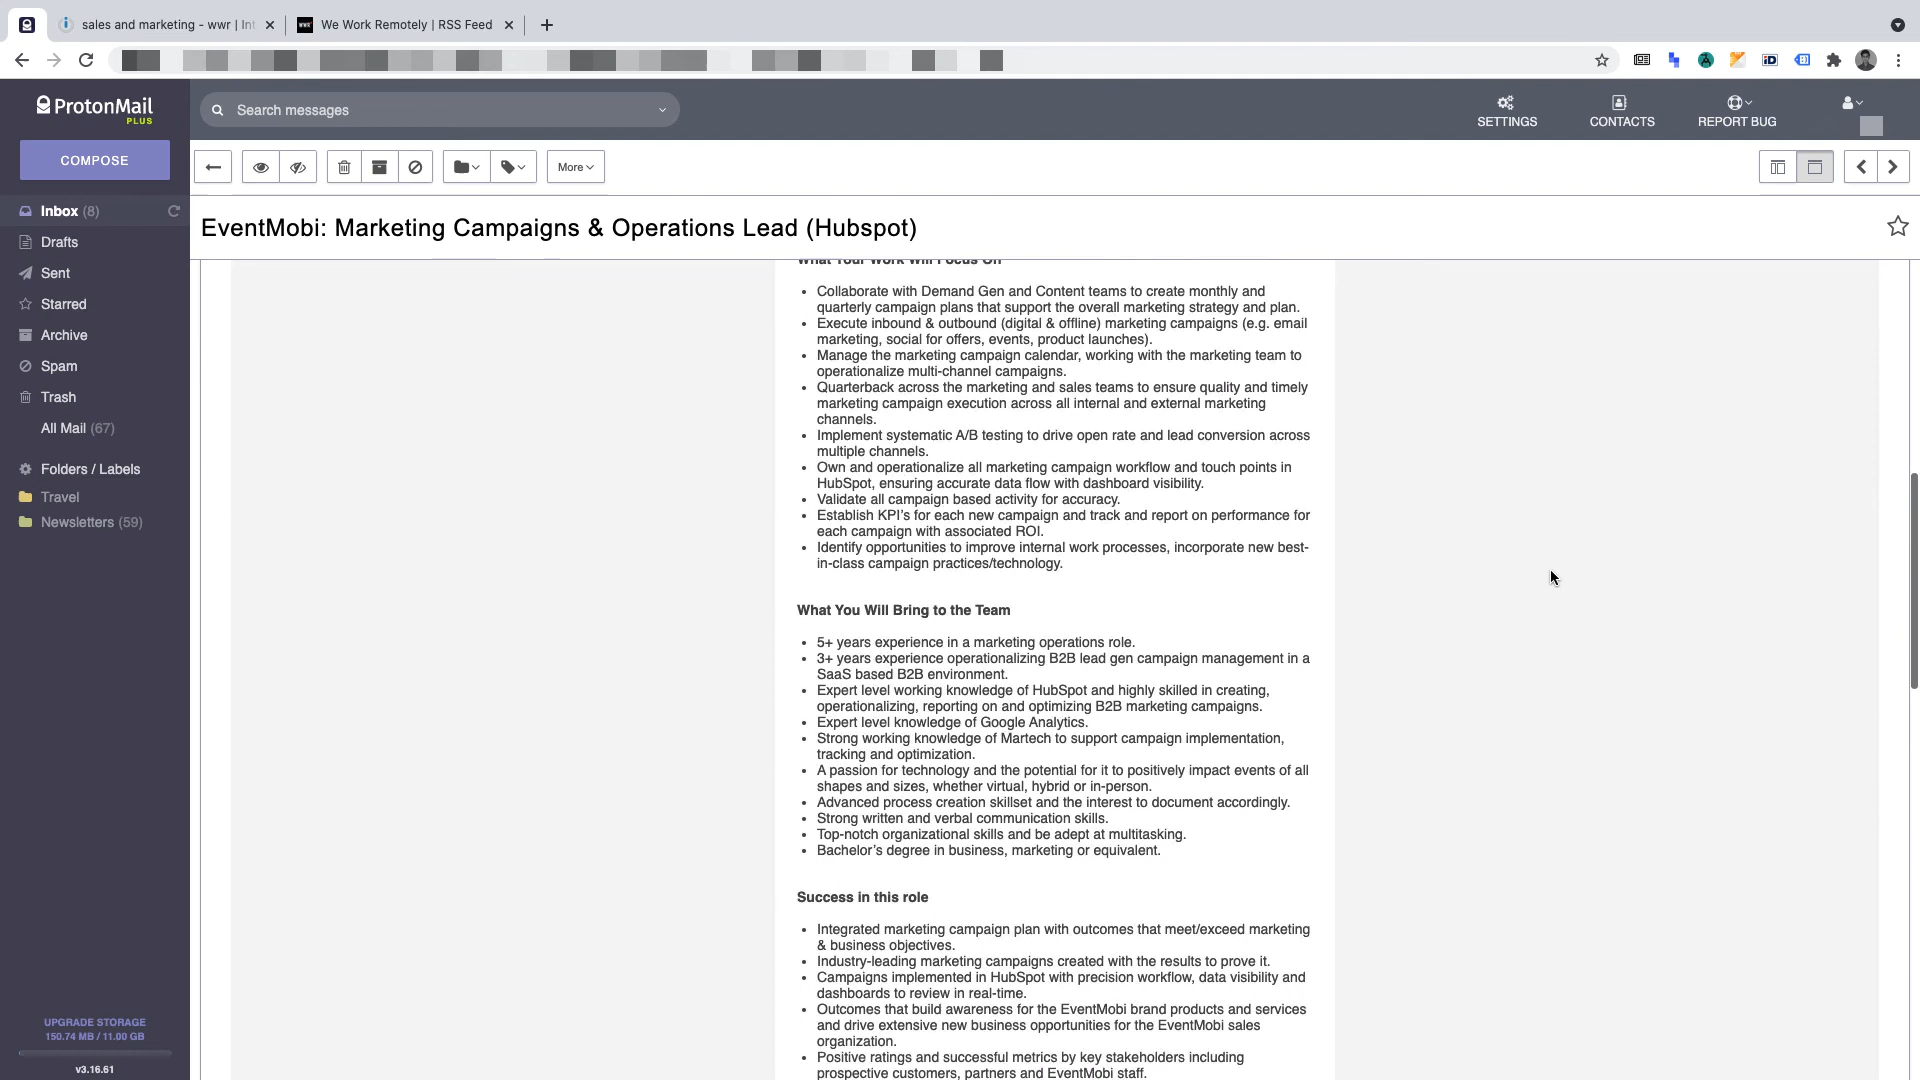 sales and marketing - wwr | Int
We Work Remotely | RSS Feed
ProtonMail
PLUS
Search messages
SETTINGS
CONTACTS
REPORT BUG
COMPOSE
More
Inbox (8)
Drafts
Sent
Starred
Archive
Spam
Trash
All Mail (67)
Folders / Labels
Travel
Newsletters (59)
UPGRADE STORAGE
150.74 MB / 11.00 GB
v3.16.61
EventMobi: Marketing Campaigns & Operations Lead (Hubspot)
What Your Work Will Focus On
• Collaborate with Demand Gen and Content teams to create monthly and
quarterly campaign plans that support the overall marketing strategy and plan.
• Execute inbound & outbound (digital & offline) marketing campaigns (e.g. email
marketing, social for offers, events, product launches).
• Manage the marketing campaign calendar, working with the marketing team to
operationalize multi-channel campaigns.
• Quarterback across the marketing and sales teams to ensure quality and timely
marketing campaign execution across all internal and external marketing
channels.
• Implement systematic A/B testing to drive open rate and lead conversion across
multiple channels.
• Own and operationalize all marketing campaign workflow and touch points in
HubSpot, ensuring accurate data flow with dashboard visibility.
• Validate all campaign based activity for accuracy.
• Establish KPI's for each new campaign and track and report on performance for
each campaign with associated ROI.
• Identify opportunities to improve internal work processes, incorporate new best-
in-class campaign practices/technology.
What You Will Bring to the Team
• 5+ years experience in a marketing operations role.
• 3+ years experience operationalizing B2B lead gen campaign management in a
SaaS based B2B environment.
• Expert level working knowledge of HubSpot and highly skilled in creating,
operationalizing, reporting on and optimizing B2B marketing campaigns.
• Expert level knowledge of Google Analytics.
• Strong working knowledge of Martech to support campaign implementation,
tracking and optimization.
• A passion for technology and the potential for it to positively impact events of all
shapes and sizes, whether virtual, hybrid or in-person.
• Advanced process creation skillset and the interest to document accordingly.
• Strong written and verbal communication skills.
• Top-notch organizational skills and be adept at multitasking.
• Bachelor's degree in business, marketing or equivalent.
Success in this role
• Integrated marketing campaign plan with outcomes that meet/exceed marketing
& business objectives.
• Industry-leading marketing campaigns created with the results to prove it.
• Campaigns implemented in HubSpot with precision workflow, data visibility and
dashboards to review in real-time.
• Outcomes that build awareness for the EventMobi brand products and services
and drive extensive new business opportunities for the EventMobi sales
organization.
• Positive ratings and successful metrics by key stakeholders including
prospective customers, partners and EventMobi staff.